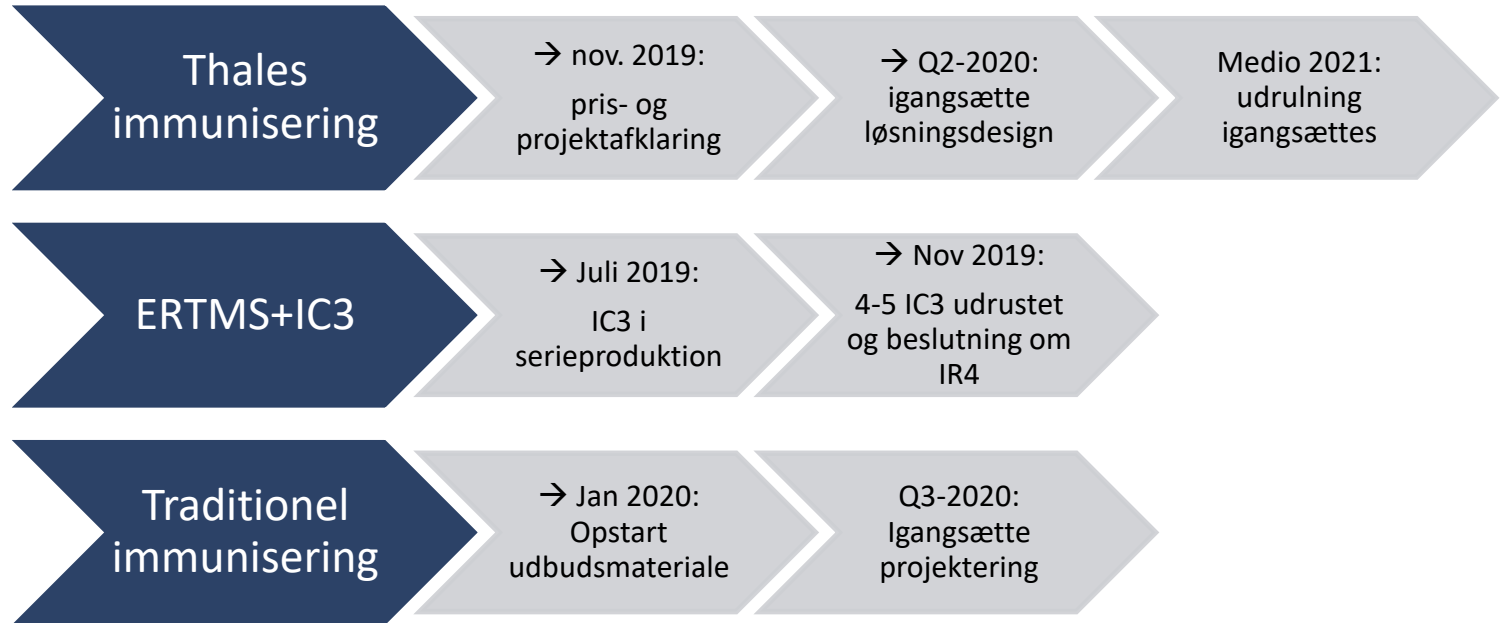 Thales
immunisering
→ nov. 2019:
pris- og
projektafklaring
→ Q2-2020:
igangsætte
løsningsdesign
Medio 2021:
udrulning
igangsættes
ERTMS+IC3
→ Juli 2019:
IC3 i
serieproduktion
→ Nov 2019:
4-5 IC3 udrustet
og beslutning om
IR4
Traditionel
immunisering
→ Jan 2020:
Opstart
udbudsmateriale
Q3-2020:
Igangsætte
projektering